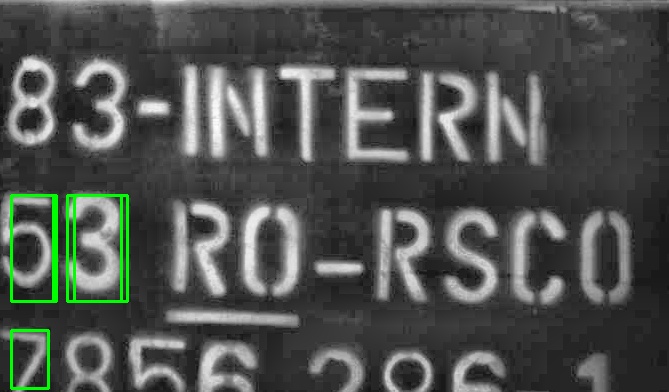 83-INTERN
53 RO-RSCO
7856 286 1